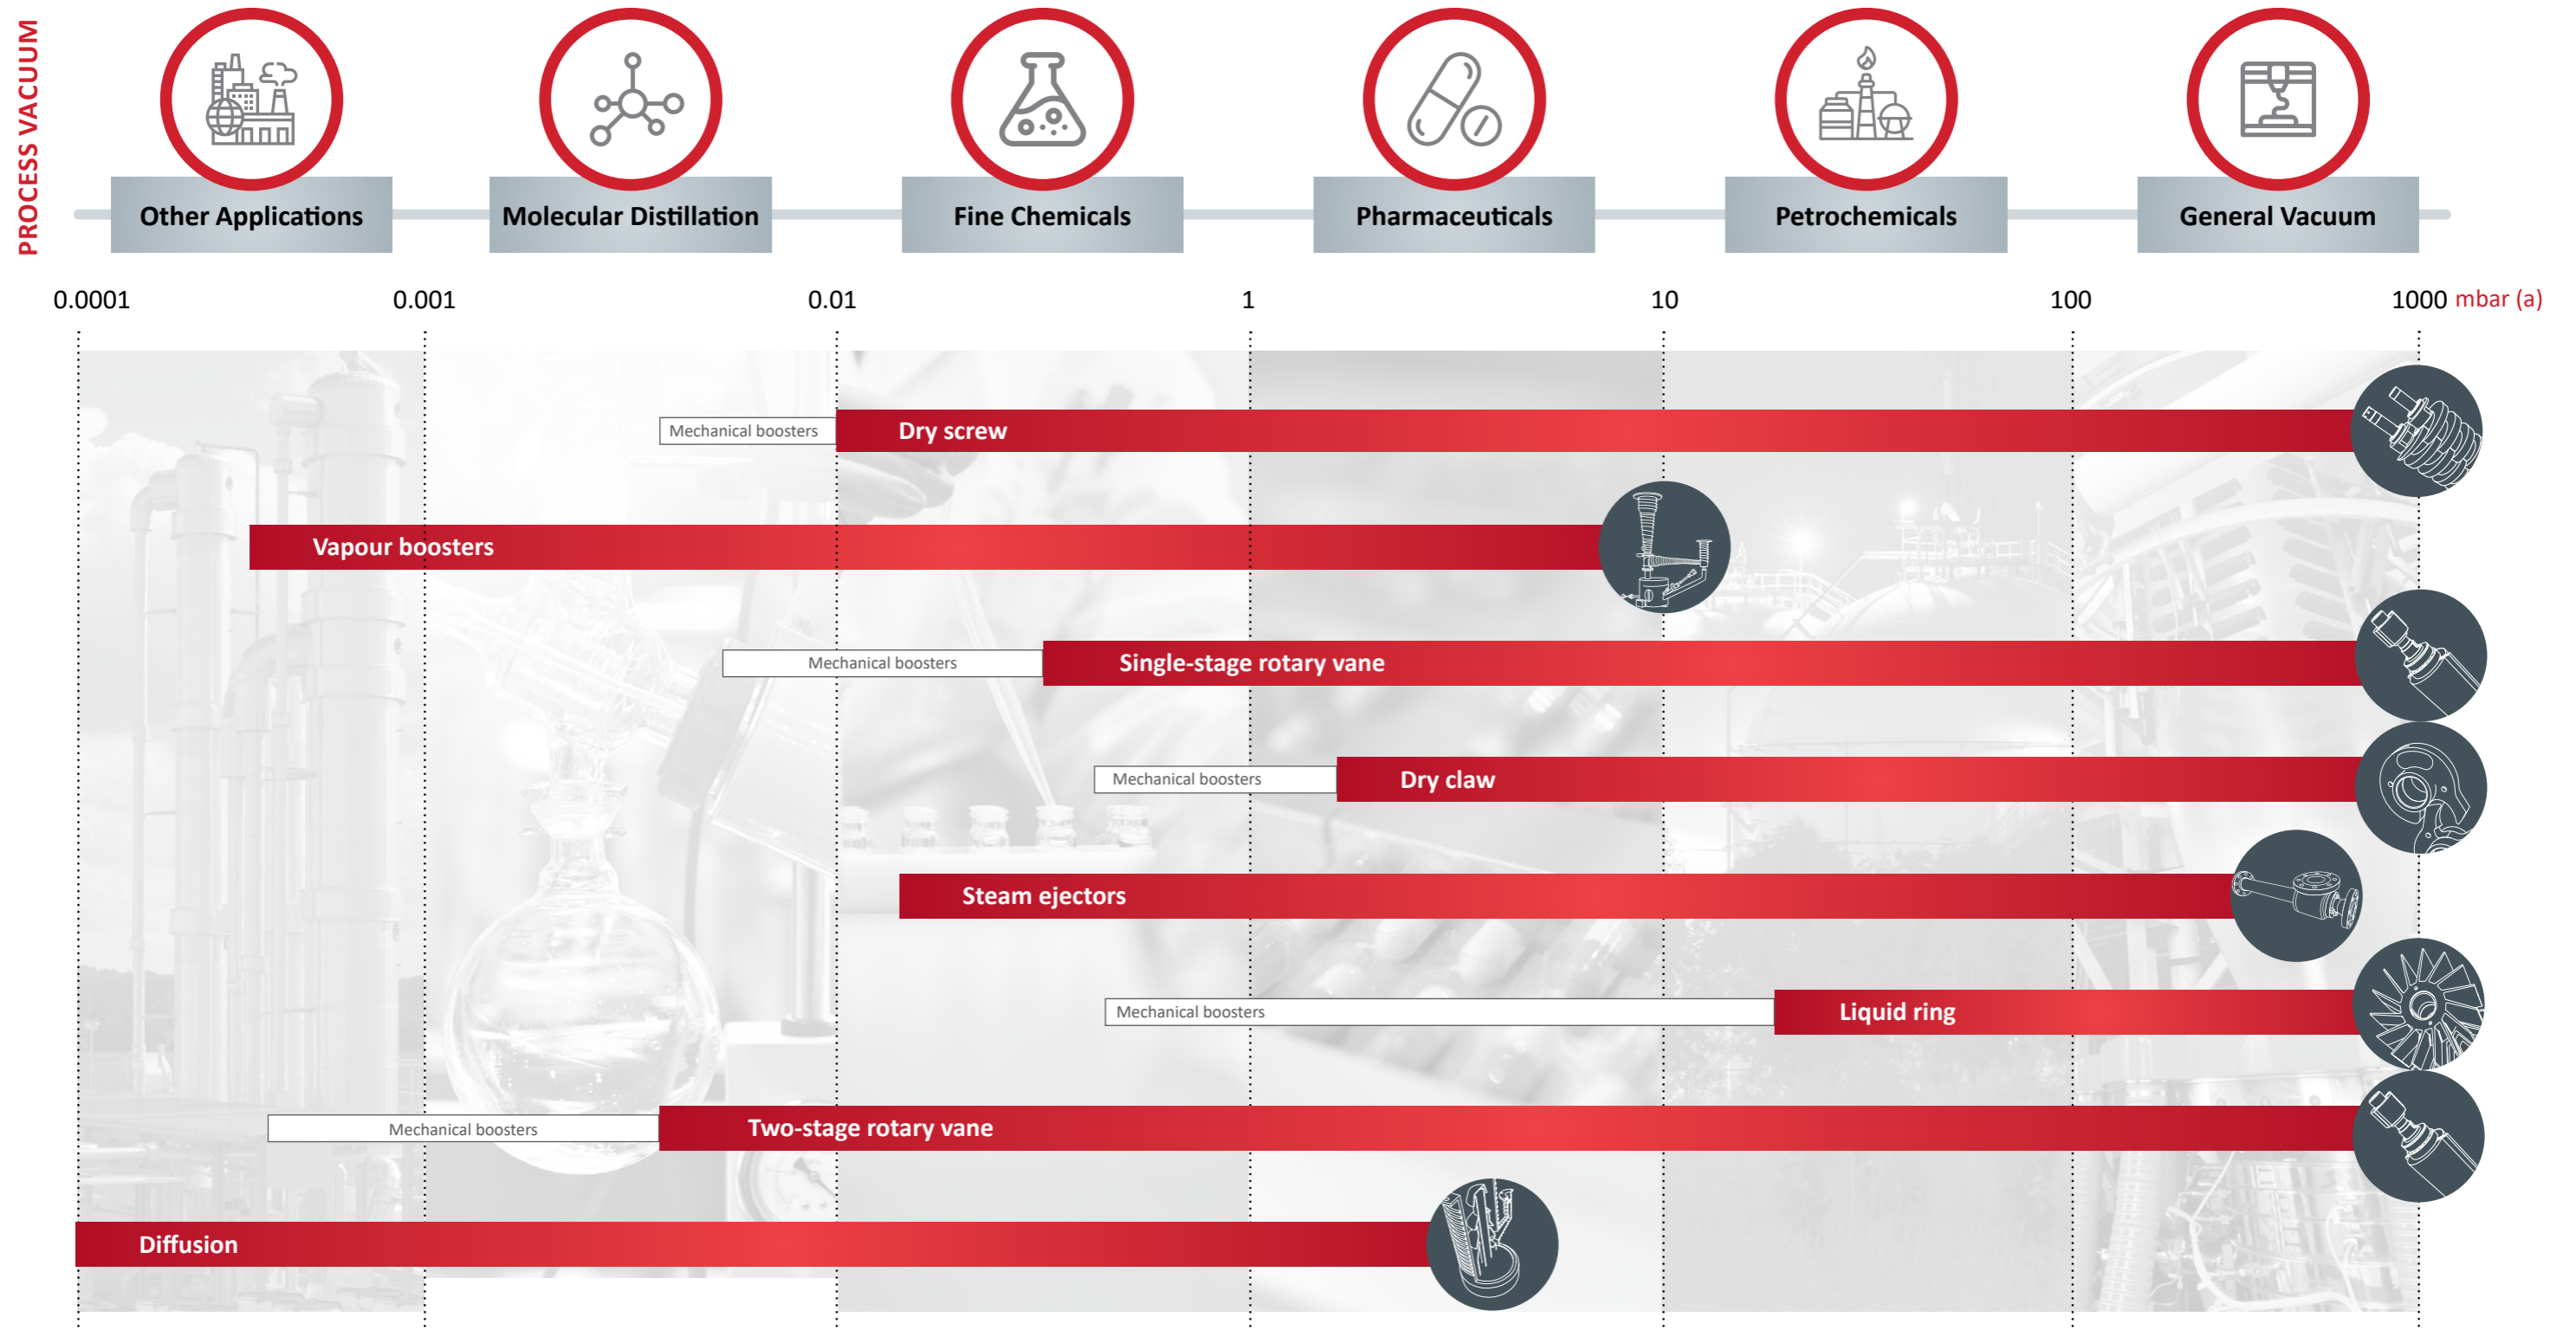 PROCESS VACUUM
Other Applications
Molecular Distillation
Fine Chemicals
Pharmaceuticals
Petrochemicals
General Vacuum
0.0001
0.001
0.01
1
10
100
1000 mbar (a)
Mechanical boosters
Dry screw
Vapour boosters
Mechanical boosters
Single-stage rotary vane
Mechanical boosters
Dry claw
Steam ejectors
Mechanical boosters
Liquid ring
Mechanical boosters
Two-stage rotary vane
Diffusion